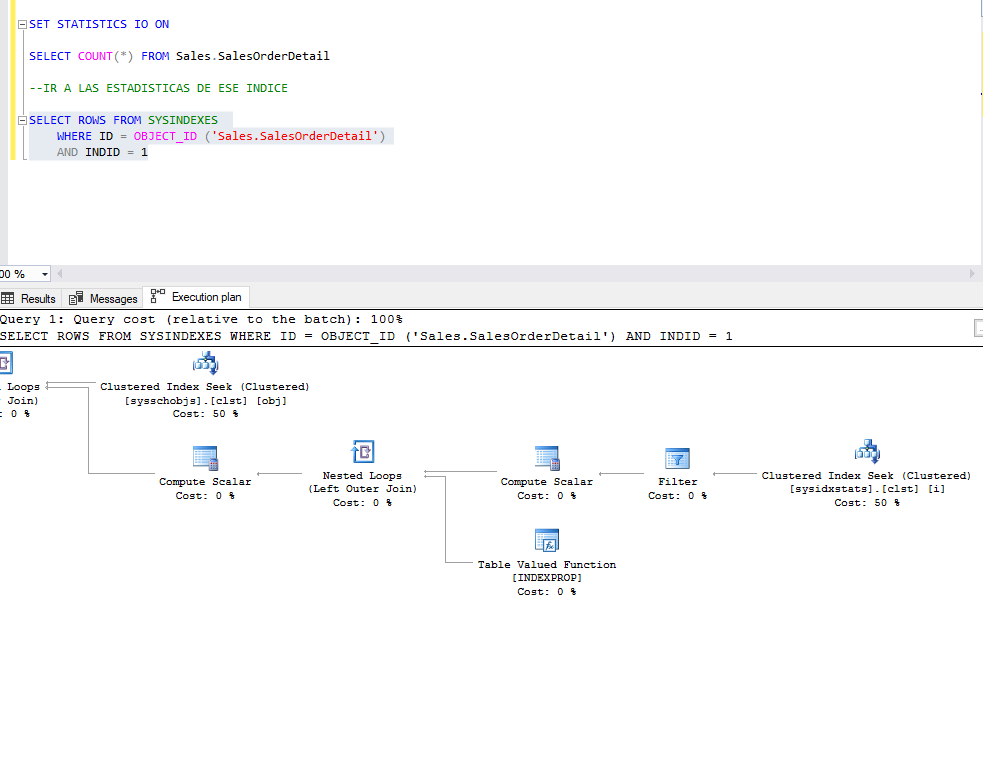 SET STATISTICS IO ON
SELECT COUNT(*) FROM Sales.SalesOrderDetail
--IR A LAS ESTADISTICAS DE ESE INDICE
SELECT ROWS FROM SYSINDEXES
WHERE ID = OBJECT_ID ('Sales.SalesOrderDetail')
AND INDID = 1
00 %
Results Messages Execution plan
Query 1: Query cost (relative to the batch): 100%
SELECT ROWS FROM SYSINDEXES WHERE ID = OBJECT_ID ('Sales.SalesOrderDetail') AND INDID = 1
Loops
Join)
: 0 %
Clustered Index Seek (Clustered)
[sysschobjs].[clst] [obj]
Cost: 50 %
Compute Scalar
Cost: 0 %
Nested Loops
(Left Outer Join)
Cost: 0 %
Compute Scalar
Cost: 0 %
Filter
Cost: 0 %
Clustered Index Seek (Clustered)
[sysidxstats].[clst] [i]
Cost: 50 %
Table Valued Function
[INDEXPROP]
Cost: 0 %